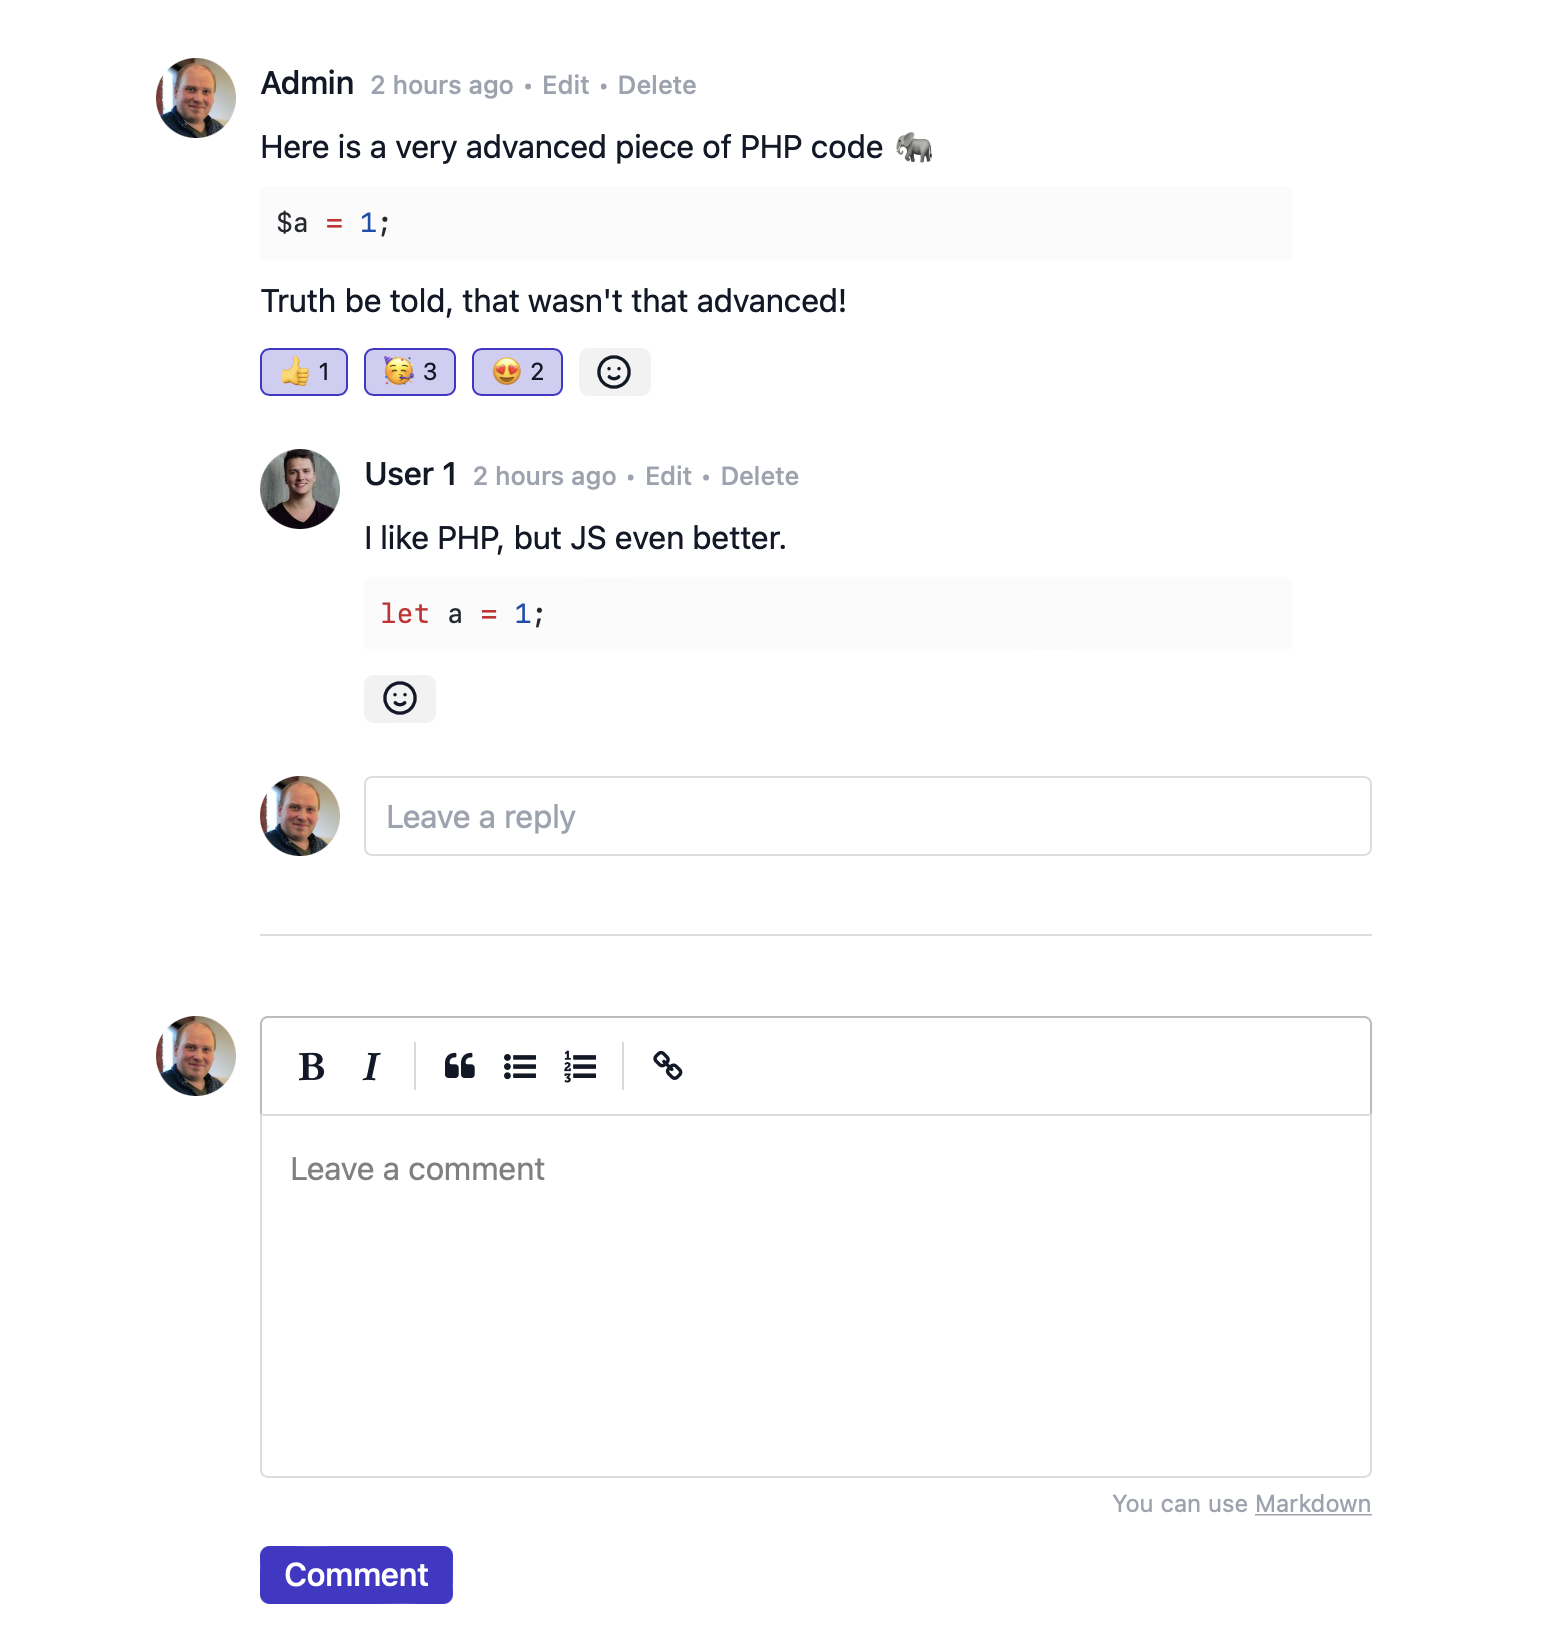 Admin 2 hours ago • Edit • Delete
Here is a very advanced piece of PHP code 🐘
$a = 1;
Truth be told, that wasn't that advanced!
👍 1 🥳 3 😍 2
User 1 2 hours ago • Edit • Delete
I like PHP, but JS even better.
let a = 1;
Leave a reply
B I
Leave a comment
You can use Markdown
Comment